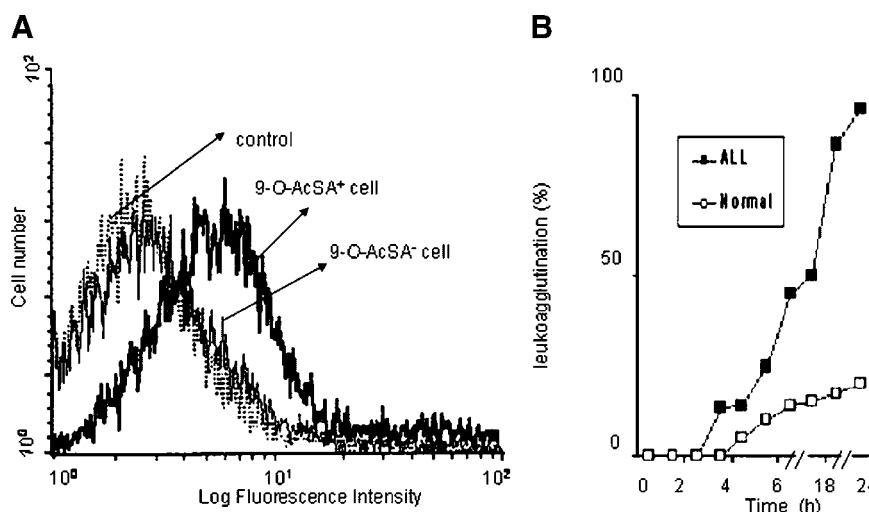 A
10²
Cell number
10⁰
control
9-O-AcSA⁺ cell
9-O-AcSA⁻ cell
10⁰ 10¹ 10²
Log Fluorescence Intensity
B
100
50
0
leukoagglutination (%)
ALL
Normal
0 2 4 6 18 24
Time (h)